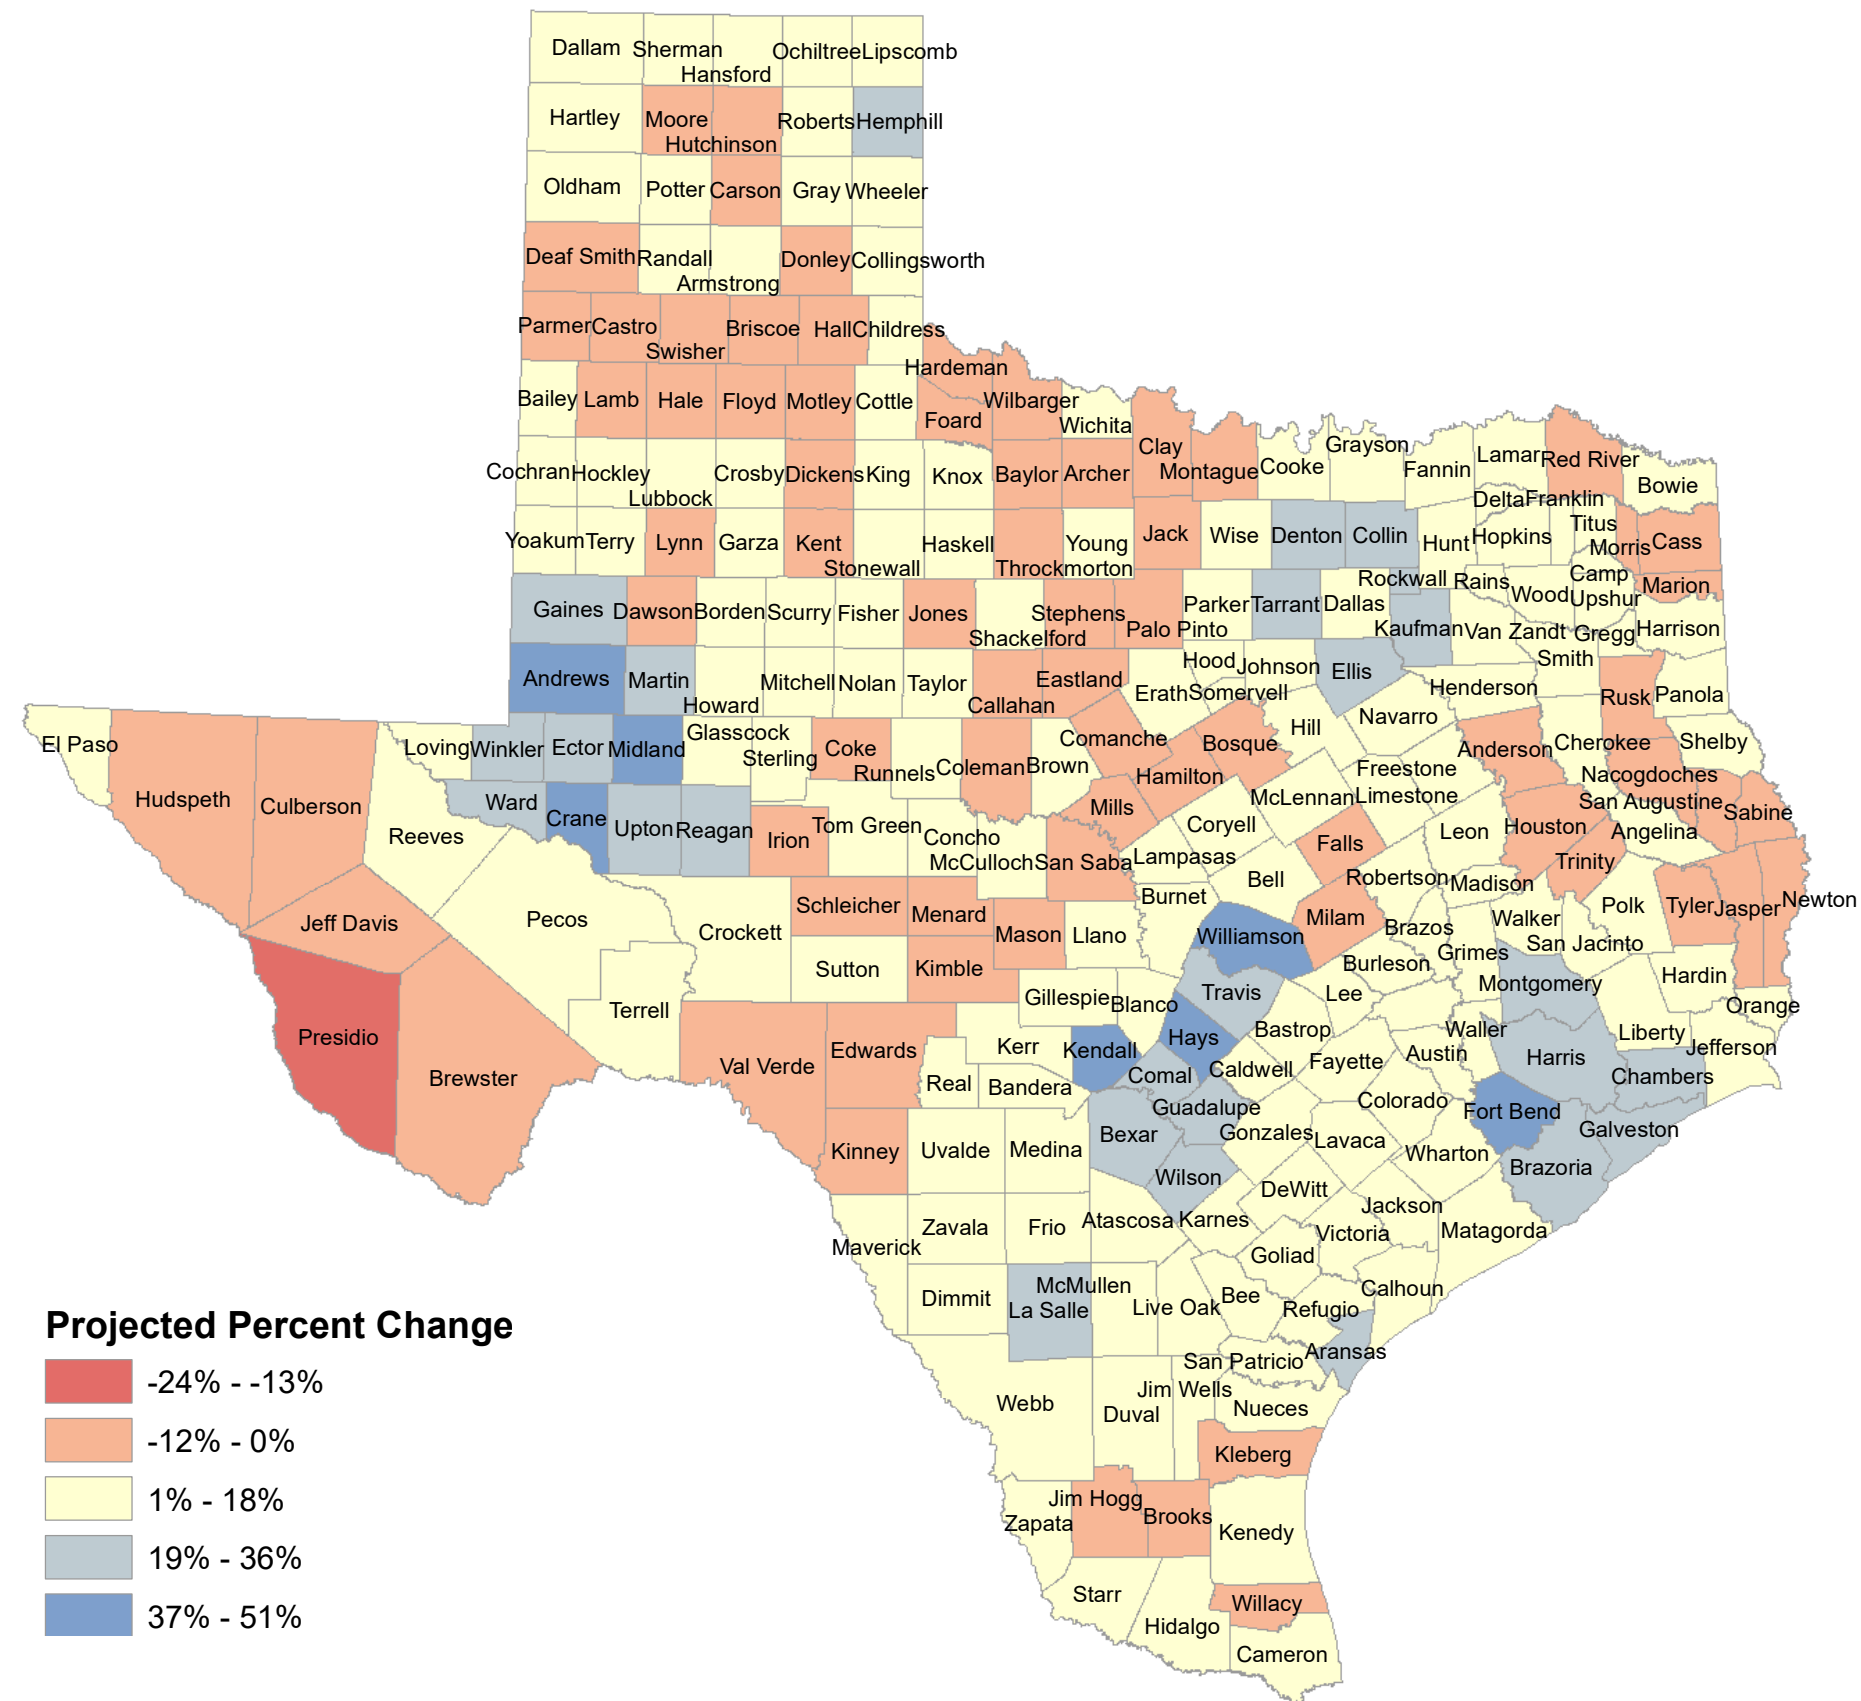 Dallam
Sherman
Hansford
Ochiltree
Lipscomb
Hartley
Moore
Hutchinson
Roberts
Hemphill
Oldham
Potter
Carson
Gray
Wheeler
Deaf Smith
Randall
Armstrong
Donley
Collingsworth
Parmer
Castro
Swisher
Briscoe
Hall
Childress
Hardeman
Bailey
Lamb
Hale
Floyd
Motley
Cottle
Foard
Wilbarger
Wichita
Clay
Montague
Cooke
Grayson
Fannin
Lamar
Red River
Bowie
Cochran
Hockley
Lubbock
Crosby
Dickens
King
Knox
Baylor
Archer
Delta
Franklin
Titus
Morris
Cass
Yoakum
Terry
Lynn
Garza
Kent
Stonewall
Haskell
Throckmorton
Young
Jack
Wise
Denton
Collin
Hunt
Hopkins
Rockwall
Rains
Wood
Camp
Upshur
Marion
Gaines
Dawson
Borden
Scurry
Fisher
Jones
Shackelford
Stephens
Palo Pinto
Parker
Tarrant
Dallas
Kaufman
Van Zandt
Smith
Gregg
Harrison
Andrews
Martin
Howard
Mitchell
Nolan
Taylor
Callahan
Eastland
Erath
Hood
Somervell
Johnson
Ellis
Henderson
Rusk
Panola
El Paso
Hudspeth
Culberson
Reeves
Loving
Winkler
Ector
Midland
Glasscock
Sterling
Coke
Runnels
Coleman
Brown
Comanche
Hamilton
Bosque
Hill
Navarro
Freestone
Limestone
Anderson
Cherokee
Nacogdoches
Shelby
San Augustine
Sabine
Ward
Crane
Upton
Reagan
Irion
Tom Green
Concho
McCulloch
San Saba
Mills
Lampasas
Coryell
McLennan
Falls
Leon
Houston
Angelina
Trinity
Jeff Davis
Pecos
Crockett
Schleicher
Menard
Mason
Llano
Burnet
Bell
Milam
Robertson
Madison
Walker
Polk
Tyler
Jasper
Newton
Sutton
Kimble
Williamson
Brazos
Grimes
San Jacinto
Burleson
Montgomery
Hardin
Orange
Presidio
Brewster
Terrell
Val Verde
Edwards
Kerr
Gillespie
Blanco
Travis
Hays
Bastrop
Lee
Waller
Liberty
Jefferson
Real
Bandera
Kendall
Comal
Caldwell
Fayette
Austin
Harris
Chambers
Colorado
Fort Bend
Galveston
Guadalupe
Gonzales
Lavaca
Wharton
Brazoria
Kinney
Uvalde
Medina
Bexar
Wilson
DeWitt
Jackson
Matagorda
Maverick
Zavala
Frio
Atascosa
Karnes
Goliad
Victoria
Calhoun
Dimmit
La Salle
McMullen
Live Oak
Bee
Refugio
Aransas
San Patricio
Webb
Duval
Jim Wells
Nueces
Kleberg
Zapata
Jim Hogg
Brooks
Kenedy
Starr
Hidalgo
Willacy
Cameron
Projected Percent Change
-24% - -13%
-12% - 0%
1% - 18%
19% - 36%
37% - 51%